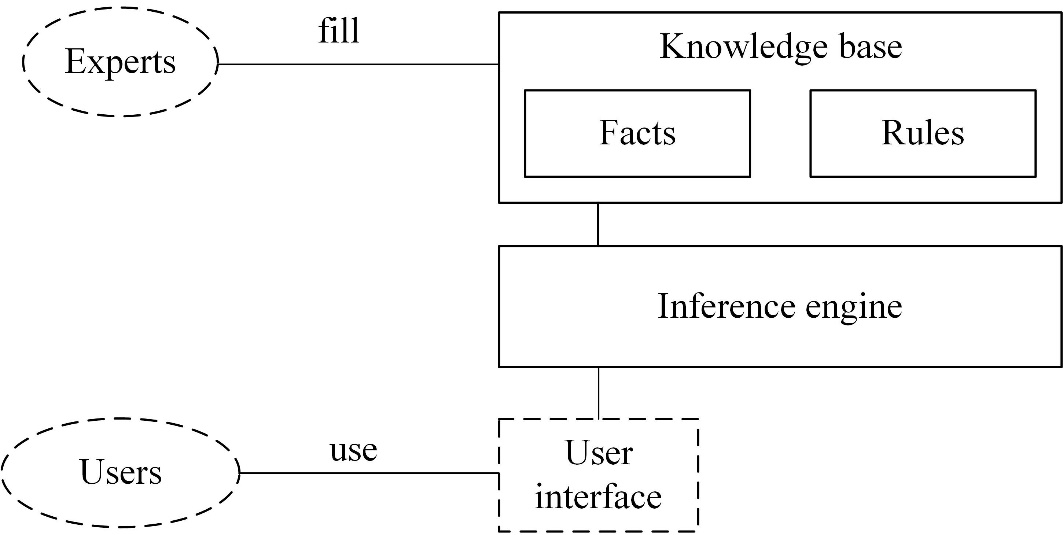 Experts
fill
Knowledge base
Facts
Rules
Inference engine
Users
use
User
interface